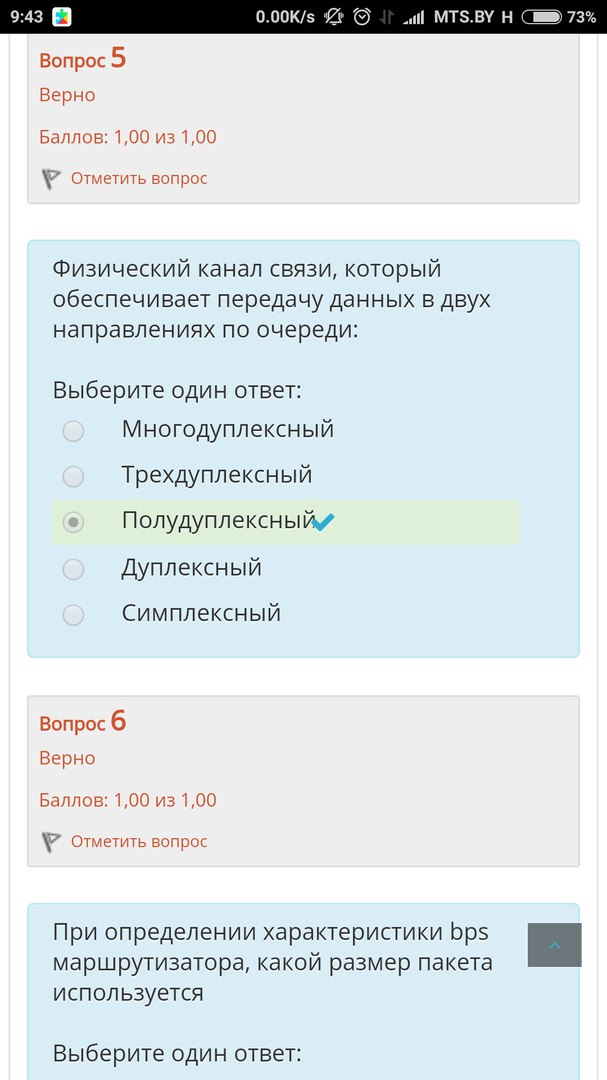 9:43 0.00K/s MTS.BY H 73%
Вопрос 5
Верно
Баллов: 1,00 из 1,00
Отметить вопрос
Физический канал связи, который
обеспечивает передачу данных в двух
направлениях по очереди:
Выберите один ответ:
Многодуплексный
Трехдуплексный
Полудуплексный
Дуплексный
Симплексный
Вопрос 6
Верно
Баллов: 1,00 из 1,00
Отметить вопрос
При определении характеристики bps
маршрутизатора, какой размер пакета
используется
Выберите один ответ: